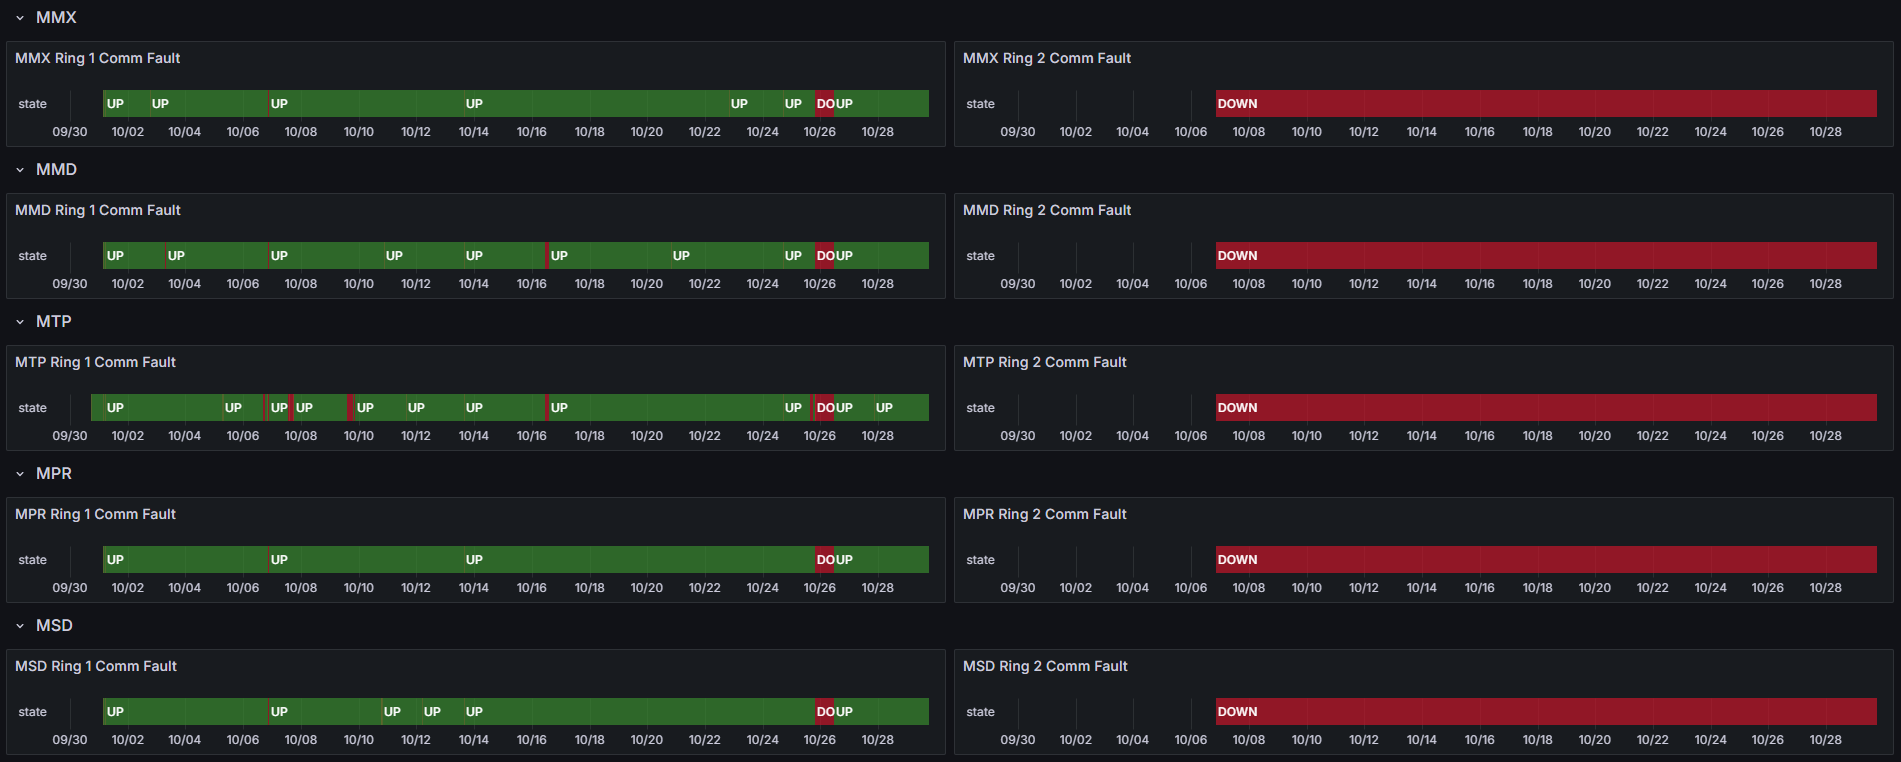 MMX
MMX Ring 1 Comm Fault
state UP UP UP UP UP UP DO UP
09/30 10/02 10/04 10/06 10/08 10/10 10/12 10/14 10/16 10/18 10/20 10/22 10/24 10/26 10/28
MMX Ring 2 Comm Fault
state DOWN
09/30 10/02 10/04 10/06 10/08 10/10 10/12 10/14 10/16 10/18 10/20 10/22 10/24 10/26 10/28
MMD
MMD Ring 1 Comm Fault
state UP UP UP UP UP UP UP UP DO UP
09/30 10/02 10/04 10/06 10/08 10/10 10/12 10/14 10/16 10/18 10/20 10/22 10/24 10/26 10/28
MMD Ring 2 Comm Fault
state DOWN
09/30 10/02 10/04 10/06 10/08 10/10 10/12 10/14 10/16 10/18 10/20 10/22 10/24 10/26 10/28
MTP
MTP Ring 1 Comm Fault
state UP UP UP UP UP UP UP UP UP DO UP UP
09/30 10/02 10/04 10/06 10/08 10/10 10/12 10/14 10/16 10/18 10/20 10/22 10/24 10/26 10/28
MTP Ring 2 Comm Fault
state DOWN
09/30 10/02 10/04 10/06 10/08 10/10 10/12 10/14 10/16 10/18 10/20 10/22 10/24 10/26 10/28
MPR
MPR Ring 1 Comm Fault
state UP UP UP DO UP
09/30 10/02 10/04 10/06 10/08 10/10 10/12 10/14 10/16 10/18 10/20 10/22 10/24 10/26 10/28
MPR Ring 2 Comm Fault
state DOWN
09/30 10/02 10/04 10/06 10/08 10/10 10/12 10/14 10/16 10/18 10/20 10/22 10/24 10/26 10/28
MSD
MSD Ring 1 Comm Fault
state UP UP UP UP UP DO UP
09/30 10/02 10/04 10/06 10/08 10/10 10/12 10/14 10/16 10/18 10/20 10/22 10/24 10/26 10/28
MSD Ring 2 Comm Fault
state DOWN
09/30 10/02 10/04 10/06 10/08 10/10 10/12 10/14 10/16 10/18 10/20 10/22 10/24 10/26 10/28